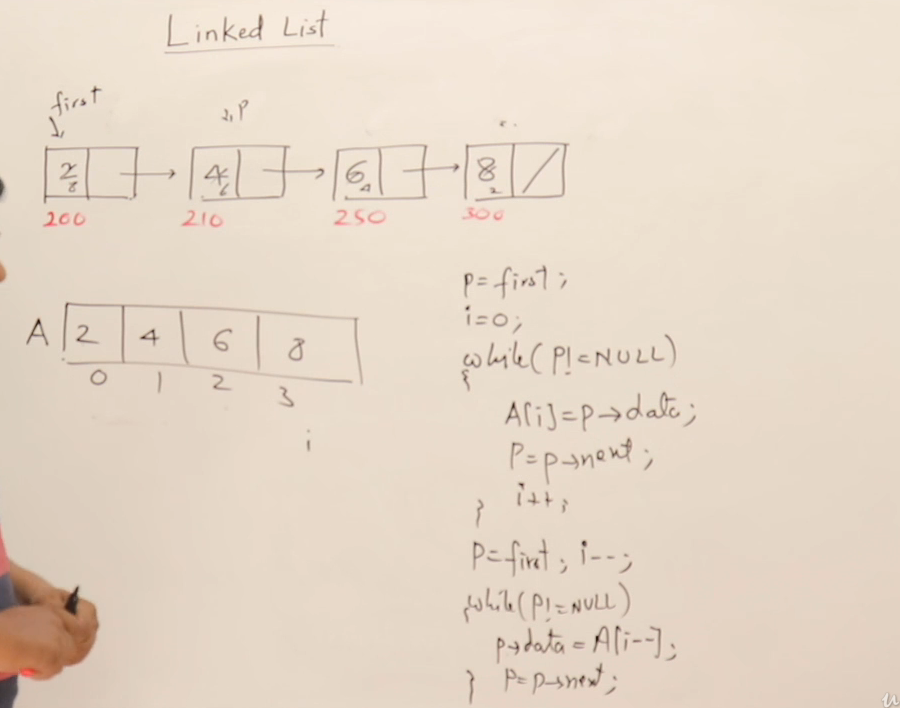 Linked List
first
P
2 4 6 8
8 6 4 2
200 210 250 300
A 2 4 6 8
0 1 2 3
i
p=first;
i=0;
while(P!=NULL)
{
A[i]=p→data;
P=p→next;
i++;
}
P=first; i--;
while(P!=NULL)
{
p→data=A[i--];
P=p→next;
}
u